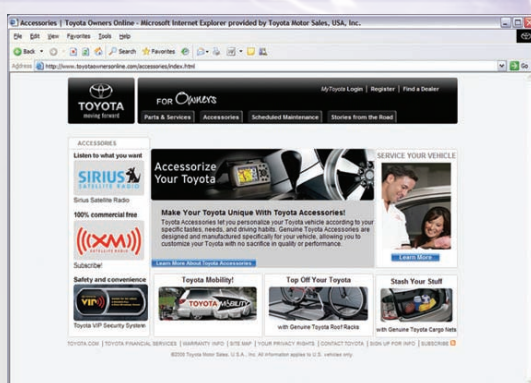 Accessories | Toyota Owners Online - Microsoft Internet Explorer provided by Toyota Motor Sales, USA, Inc.
File Edit View Favorites Tools Help
Back Search Favorites
Address http://www.toyotaownersonline.com/accessories/index.html Go
TOYOTA
moving forward
FOR Owners
MyToyota Login | Register | Find a Dealer
Parts & Services Accessories Scheduled Maintenance Stories from the Road
ACCESSORIES
Listen to what you want
SIRIUS
SATELLITE RADIO
Sirius Satellite Radio
100% commercial free
((XM))
SATELLITE RADIO
Subscribe!
Safety and convenience
VIP
Toyota VIP Security System
Accessorize
Your Toyota
Make Your Toyota Unique With Toyota Accessories!
Toyota Accessories let you personalize your Toyota vehicle according to your
specific tastes, needs, and driving habits. Genuine Toyota Accessories are
designed and manufactured specifically for your vehicle, allowing you to
customize your Toyota with no sacrifice in quality or performance.
Learn More About Toyota Accessories
SERVICE YOUR VEHICLE
Learn More
Toyota Mobility!
TOYOTA MOBILITY
Top Off Your Toyota
with Genuine Toyota Roof Racks
Stash Your Stuff
with Genuine Toyota Cargo Nets
TOYOTA.COM | TOYOTA FINANCIAL SERVICES | WARRANTY INFO | SITE MAP | YOUR PRIVACY RIGHTS | CONTACT TOYOTA | SIGN UP FOR INFO | SUBSCRIBE
©2009 Toyota Motor Sales, U.S.A., Inc. All information applies to U.S. vehicles only.